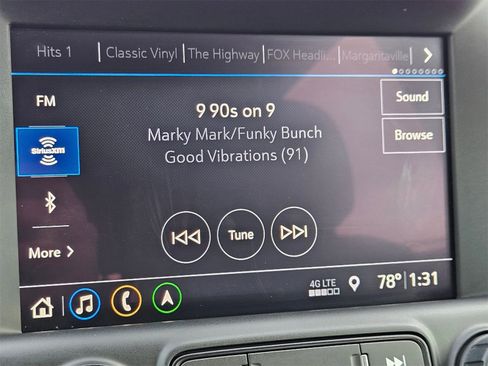 Hits 1 | Classic Vinyl | The Highway | FOX Headli... | Margaritaville
FM
9 90s on 9
Sound
Marky Mark/Funky Bunch
Browse
SiriusXM
Good Vibrations (91)
Tune
More >
4G LTE
78° 1:31